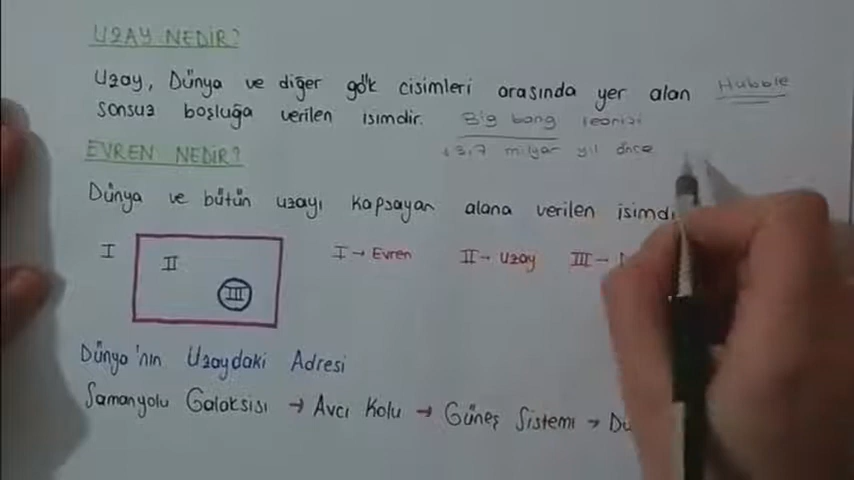 UZAY NEDİR?
Uzay, Dünya ve diğer gök cisimleri arasında yer alan Hubble
sonsuz boşluğa verilen isimdir. Big bang teorisi
EVREN NEDİR? 13,7 milyar yıl önce
Dünya ve bütün uzayı kapsayan alana verilen isimdi
I II III I → Evren II → Uzay III →
Dünya'nın Uzaydaki Adresi
Samanyolu Galaksisi → Avcı Kolu → Güneş Sistemi → Dü